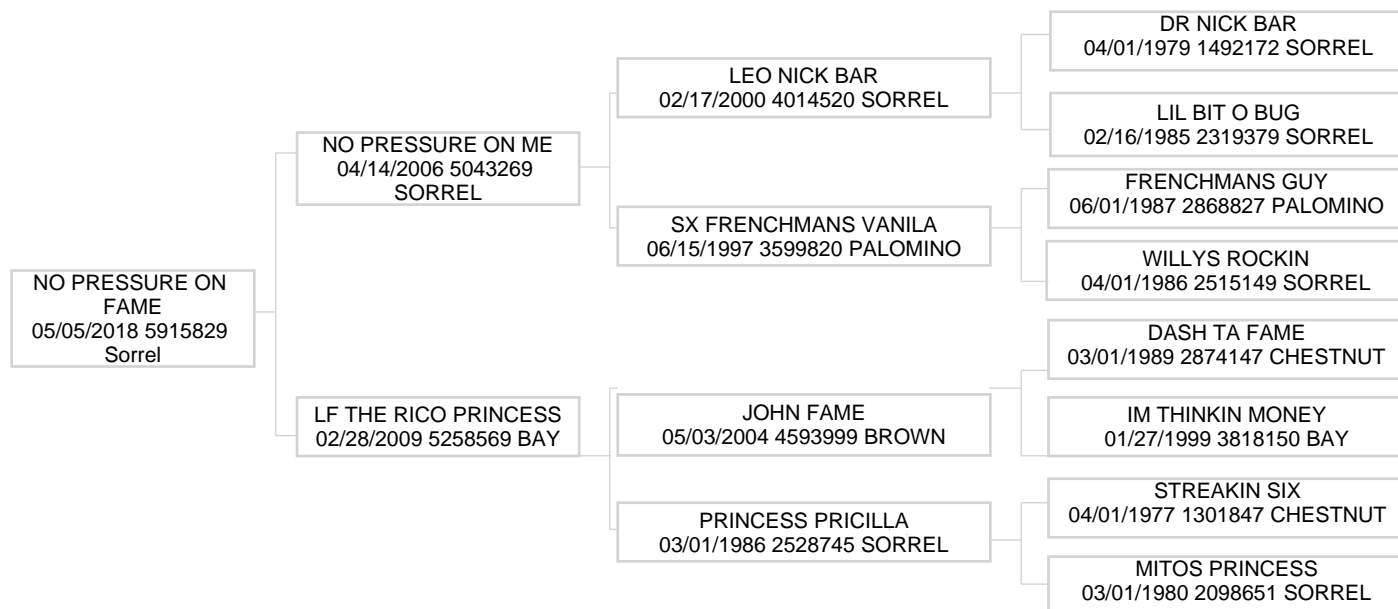 NO PRESSURE ON
FAME
05/05/2018 5915829
Sorrel
NO PRESSURE ON ME
04/14/2006 5043269
SORREL
LF THE RICO PRINCESS
02/28/2009 5258569 BAY
LEO NICK BAR
02/17/2000 4014520 SORREL
SX FRENCHMANS VANILA
06/15/1997 3599820 PALOMINO
JOHN FAME
05/03/2004 4593999 BROWN
PRINCESS PRICILLA
03/01/1986 2528745 SORREL
DR NICK BAR
04/01/1979 1492172 SORREL
LIL BIT O BUG
02/16/1985 2319379 SORREL
FRENCHMANS GUY
06/01/1987 2868827 PALOMINO
WILLYS ROCKIN
04/01/1986 2515149 SORREL
DASH TA FAME
03/01/1989 2874147 CHESTNUT
IM THINKIN MONEY
01/27/1999 3818150 BAY
STREAKIN SIX
04/01/1977 1301847 CHESTNUT
MITOS PRINCESS
03/01/1980 2098651 SORREL